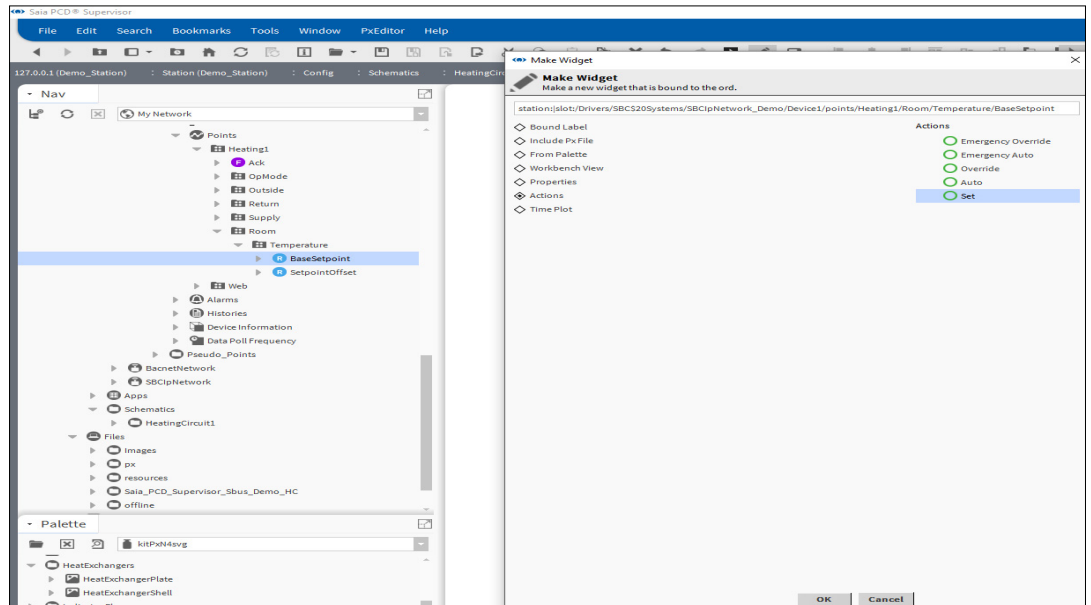 Saia PCD® Supervisor
File Edit Search Bookmarks Tools Window PxEditor Help
127.0.0.1 (Demo_Station) : Station (Demo_Station) : Config : Schematics : HeatingCir
Nav
My Network
Points
Heating1
F Ack
OpMode
Outside
Return
Supply
Room
Temperature
R BaseSetpoint
R SetpointOffset
Web
Alarms
Histories
Device Information
Data Poll Frequency
Pseudo_Points
BacnetNetwork
SBCIpNetwork
Apps
Schematics
HeatingCircuit1
Files
Images
px
resources
Saia_PCD_Supervisor_Sbus_Demo_HC
offline
Palette
kitPxN4svg
HeatExchangers
HeatExchangerPlate
HeatExchangerShell
Make Widget
Make Widget
Make a new widget that is bound to the ord.
station:|slot/Drivers/SBCS20Systems/SBCIpNetwork_Demo/Device1/points/Heating1/Room/Temperature/BaseSetpoint
Bound Label
Include Px File
From Palette
Workbench View
Properties
Actions
Time Plot
Actions
Emergency Override
Emergency Auto
Override
Auto
Set
OK Cancel